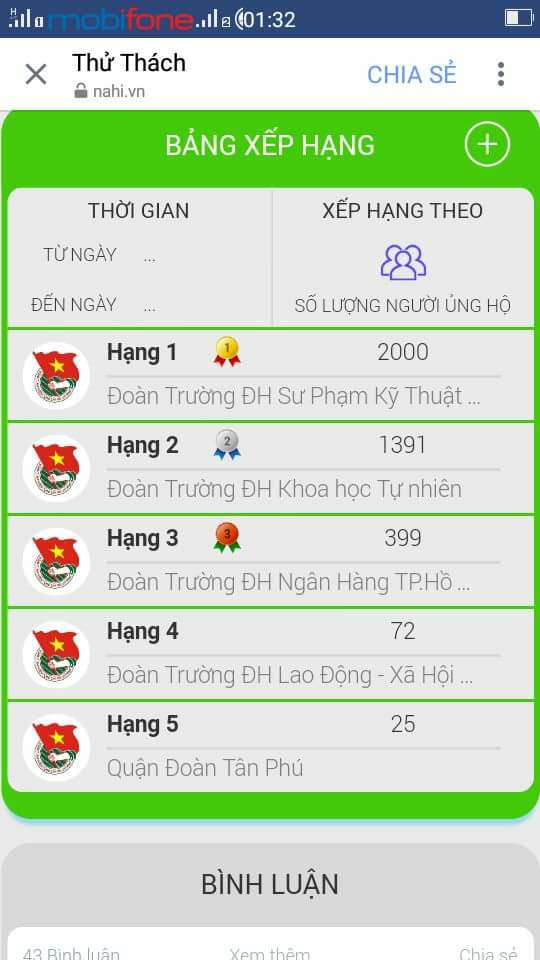 H
mobifone 2 01:32
Thử Thách
CHIA SẺ
nahi.vn
BẢNG XẾP HẠNG
THỜI GIAN
XẾP HẠNG THEO
TỪ NGÀY ...
ĐẾN NGÀY ...
SỐ LƯỢNG NGƯỜI ỦNG HỘ
Hạng 1 1 2000
Đoàn Trường ĐH Sư Phạm Kỹ Thuật ...
Hạng 2 2 1391
Đoàn Trường ĐH Khoa học Tự nhiên
Hạng 3 3 399
Đoàn Trường ĐH Ngân Hàng TP.Hồ ...
Hạng 4 72
Đoàn Trường ĐH Lao Động - Xã Hội ...
Hạng 5 25
Quận Đoàn Tân Phú
BÌNH LUẬN
43 Bình luận Xem thêm Chia sẻ